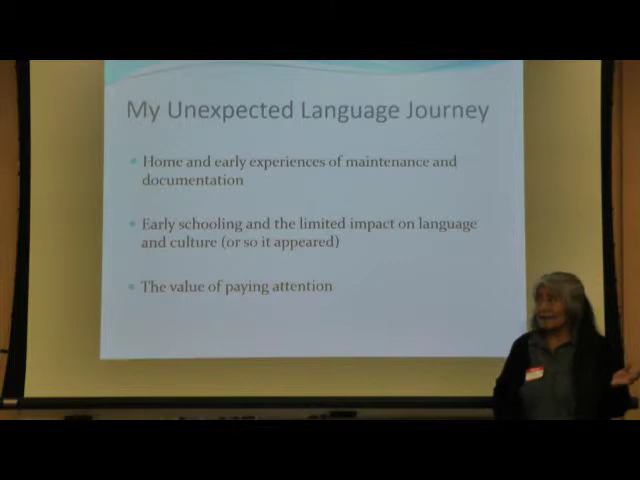 My Unexpected Language Journey
Home and early experiences of maintenance and
documentation
Early schooling and the limited impact on language
and culture (or so it appeared)
The value of paying attention